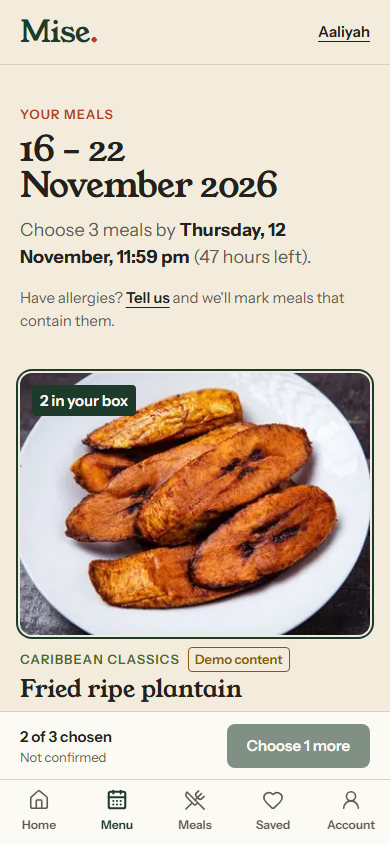 Mise.
Aaliyah
YOUR MEALS
16 – 22
November 2026
Choose 3 meals by Thursday, 12
November, 11:59 pm (47 hours left).
Have allergies? Tell us and we'll mark meals that
contain them.
2 in your box
CARIBBEAN CLASSICS
Demo content
Fried ripe plantain
2 of 3 chosen
Not confirmed
Choose 1 more
Home
Menu
Meals
Saved
Account